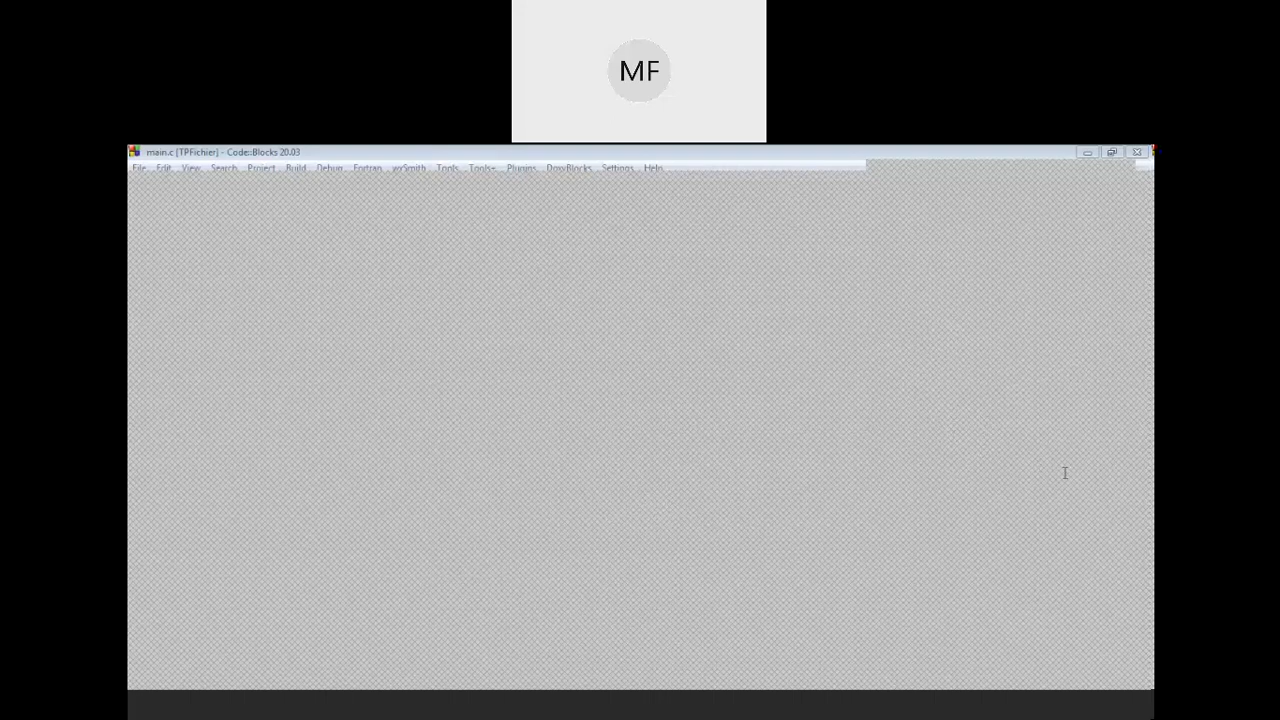 MF
main.c [TPFichier] - Code::Blocks 20.03
File Edit View Search Project Build Debug Fortran wxSmith Tools Tools+ Plugins DoxyBlocks Settings Help